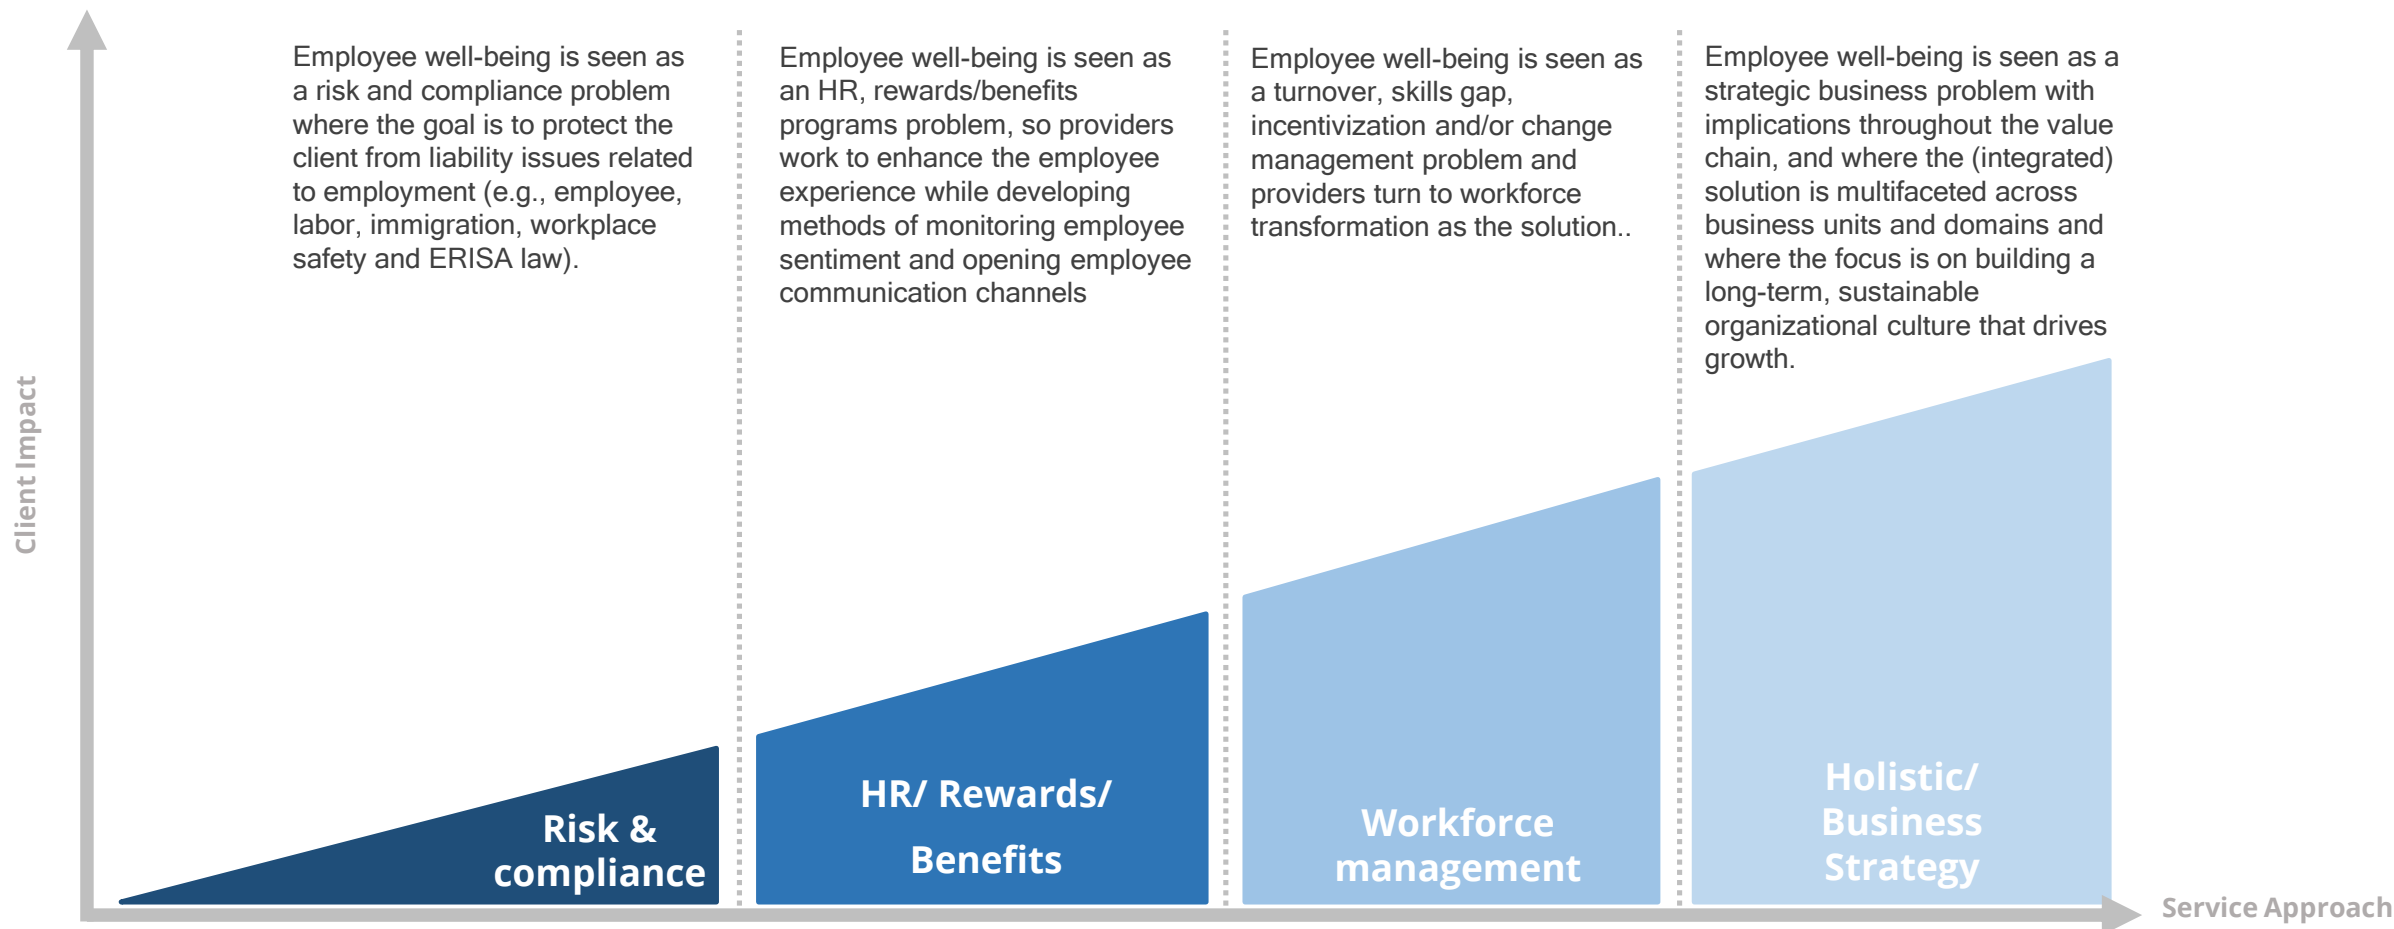 Employee well-being is seen as
a risk and compliance problem
where the goal is to protect the
client from liability issues related
to employment (e.g., employee,
labor, immigration, workplace
safety and ERISA law).
Employee well-being is seen as
an HR, rewards/benefits
programs problem, so providers
work to enhance the employee
experience while developing
methods of monitoring employee
sentiment and opening employee
communication channels
Employee well-being is seen as
a turnover, skills gap,
incentivization and/or change
management problem and
providers turn to workforce
transformation as the solution..
Employee well-being is seen as a
strategic business problem with
implications throughout the value
chain, and where the (integrated)
solution is multifaceted across
business units and domains and
where the focus is on building a
long-term, sustainable
organizational culture that drives
growth.
Client Impact
Risk &
compliance
HR/ Rewards/
Benefits
Workforce
management
Holistic/
Business
Strategy
Service Approach